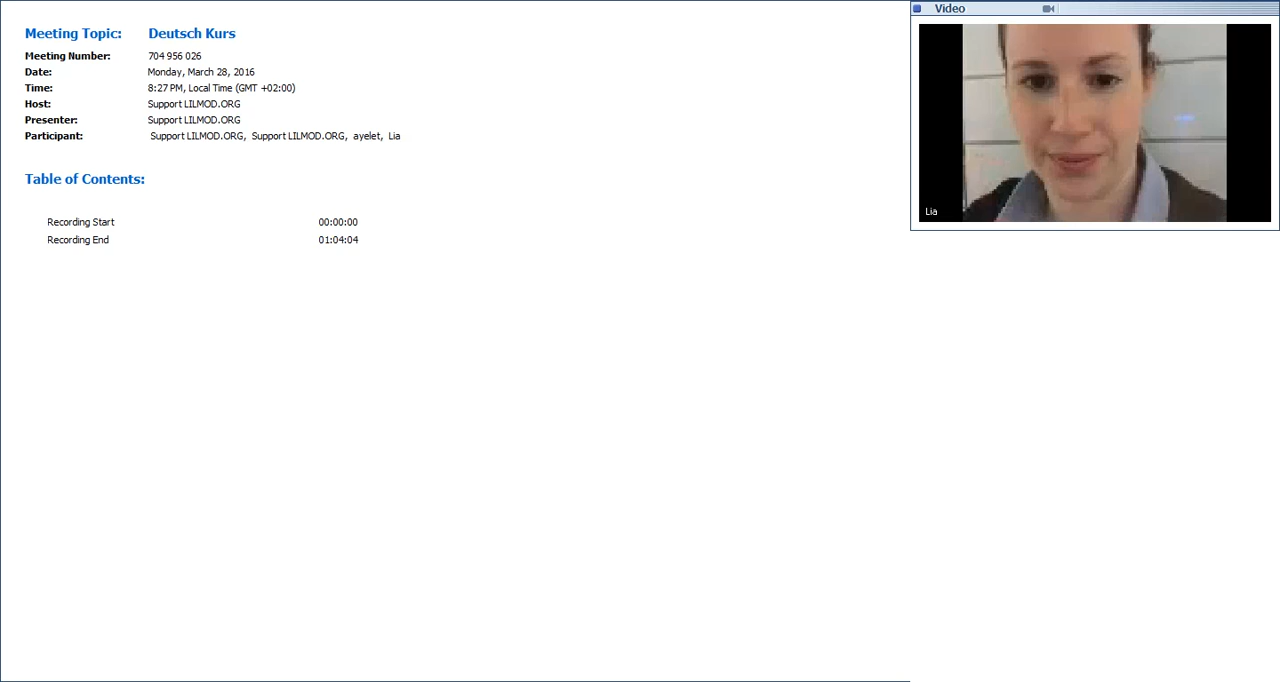 Meeting Topic: Deutsch Kurs
Meeting Number: 704 956 026
Date: Monday, March 28, 2016
Time: 8:27 PM, Local Time (GMT +02:00)
Host: Support LILMOD.ORG
Presenter: Support LILMOD.ORG
Participant: Support LILMOD.ORG, Support LILMOD.ORG, ayelet, Lia
Table of Contents:
Recording Start 00:00:00
Recording End 01:04:04
Video
Lia